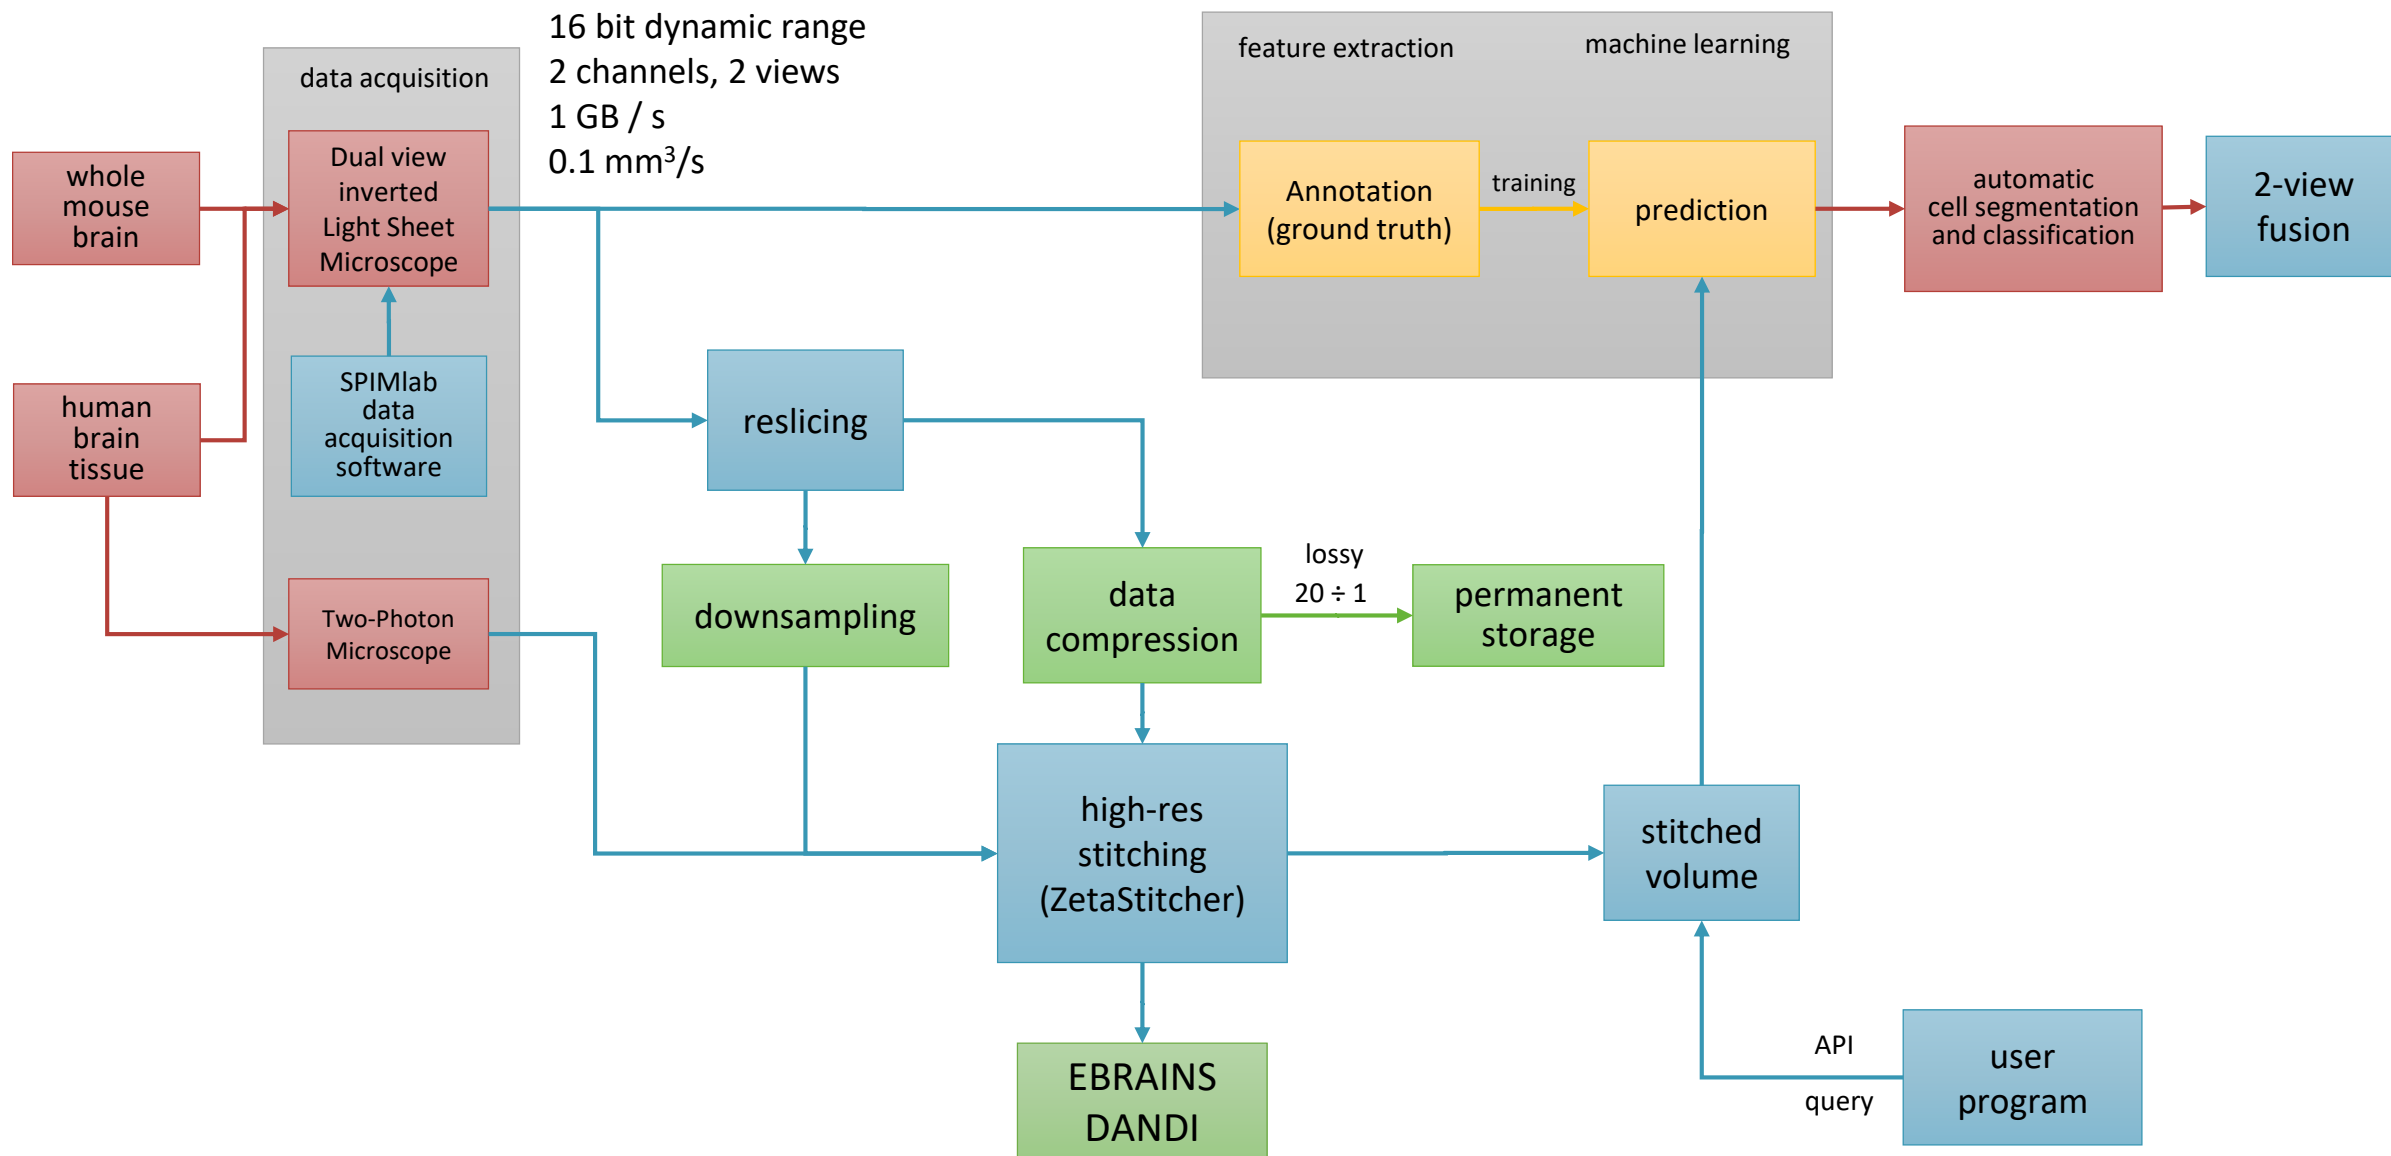 16 bit dynamic range
2 channels, 2 views
1 GB / s
0.1 mm³/s
data acquisition
whole
mouse
brain
Dual view
inverted
Light Sheet
Microscope
human
brain
tissue
SPIMlab
data
acquisition
software
Two-Photon
Microscope
feature extraction
machine learning
Annotation
(ground truth)
training
prediction
automatic
cell segmentation
and classification
2-view
fusion
reslicing
downsampling
data
compression
lossy
20 ÷ 1
permanent
storage
high-res
stitching
(ZetaStitcher)
stitched
volume
EBRAINS
DANDI
API
query
user
program